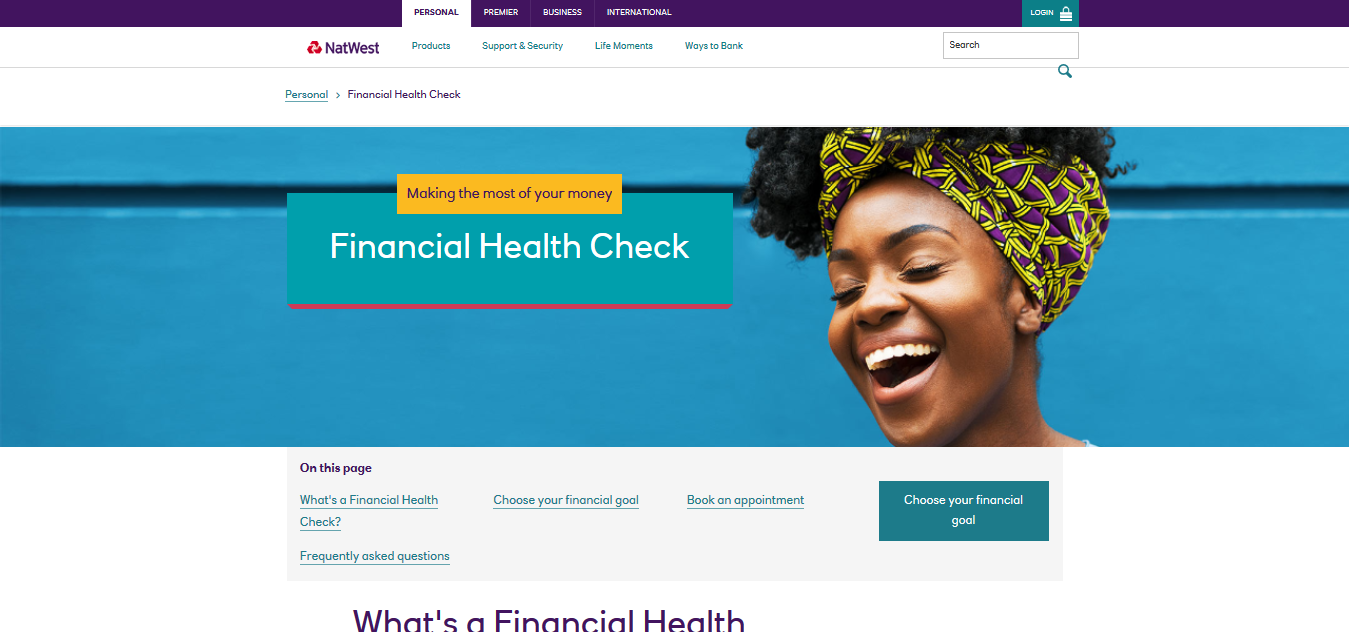 PERSONAL
PREMIER
BUSINESS
INTERNATIONAL
LOGIN
NatWest
Products
Support & Security
Life Moments
Ways to Bank
Search
Personal > Financial Health Check
Making the most of your money
Financial Health Check
On this page
What's a Financial Health
Check?
Choose your financial goal
Book an appointment
Frequently asked questions
Choose your financial
goal
What's a Financial Health